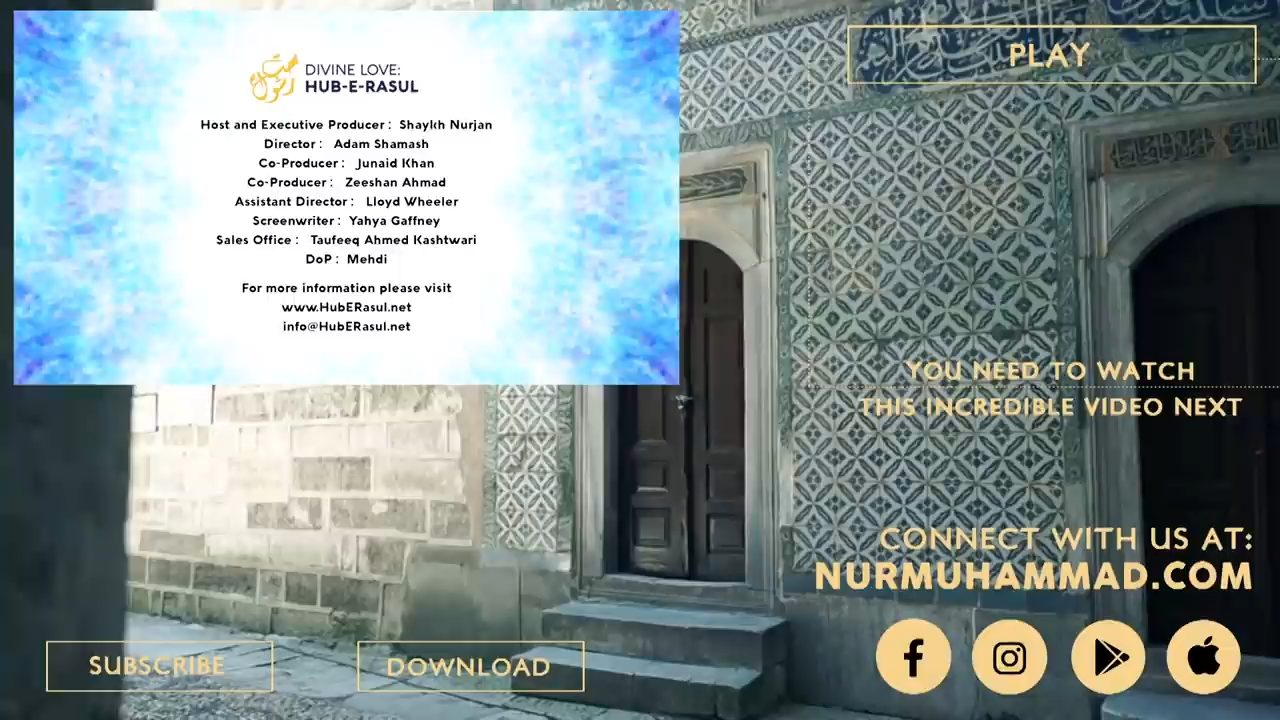 حب رسول
DIVINE LOVE:
HUB-E-RASUL
Host and Executive Producer : Shaykh Nurjan
Director : Adam Shamash
Co-Producer : Junaid Khan
Co-Producer : Zeeshan Ahmad
Assistant Director : Lloyd Wheeler
Screenwriter : Yahya Gaffney
Sales Office : Taufeeq Ahmed Kashtwari
DoP : Mehdi
For more information please visit
www.HubERasul.net
info@HubERasul.net
PLAY
YOU NEED TO WATCH
THIS INCREDIBLE VIDEO NEXT
CONNECT WITH US AT:
NURMUHAMMAD.COM
SUBSCRIBE
DOWNLOAD